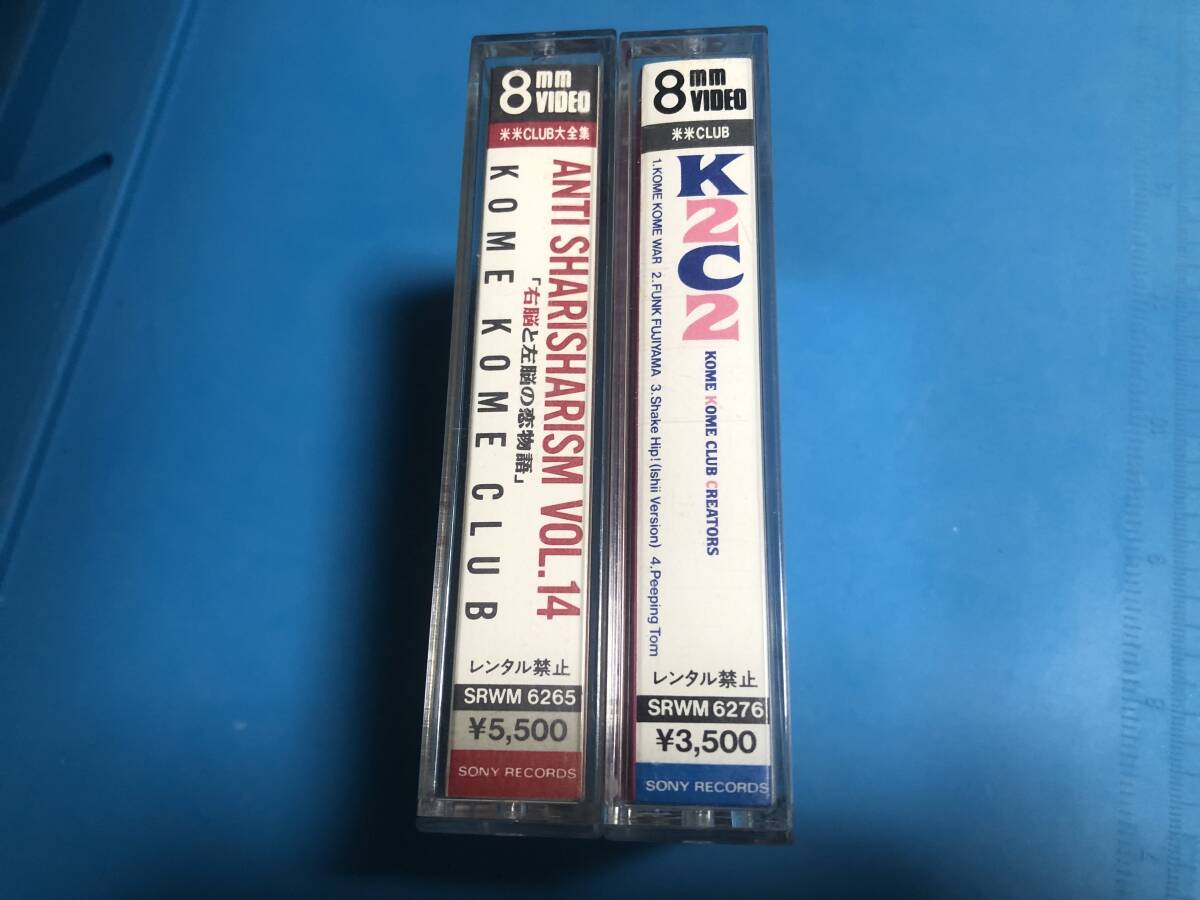 8mm VIDEO
米米CLUB大全集
ANTI SHARISHARISM VOL.14
「右脳と左脳の恋物語」
KOME KOME CLUB
レンタル禁止
SRWM 6265
¥5,500
SONY RECORDS
8mm VIDEO
米米CLUB
K2C2
KOME KOME CLUB CREATORS
1.KOME KOME WAR 2.FUNK FUJIYAMA 3.Shake Hip! (Ishii Version) 4.Peeping Tom
レンタル禁止
SRWM 6276
¥3,500
SONY RECORDS